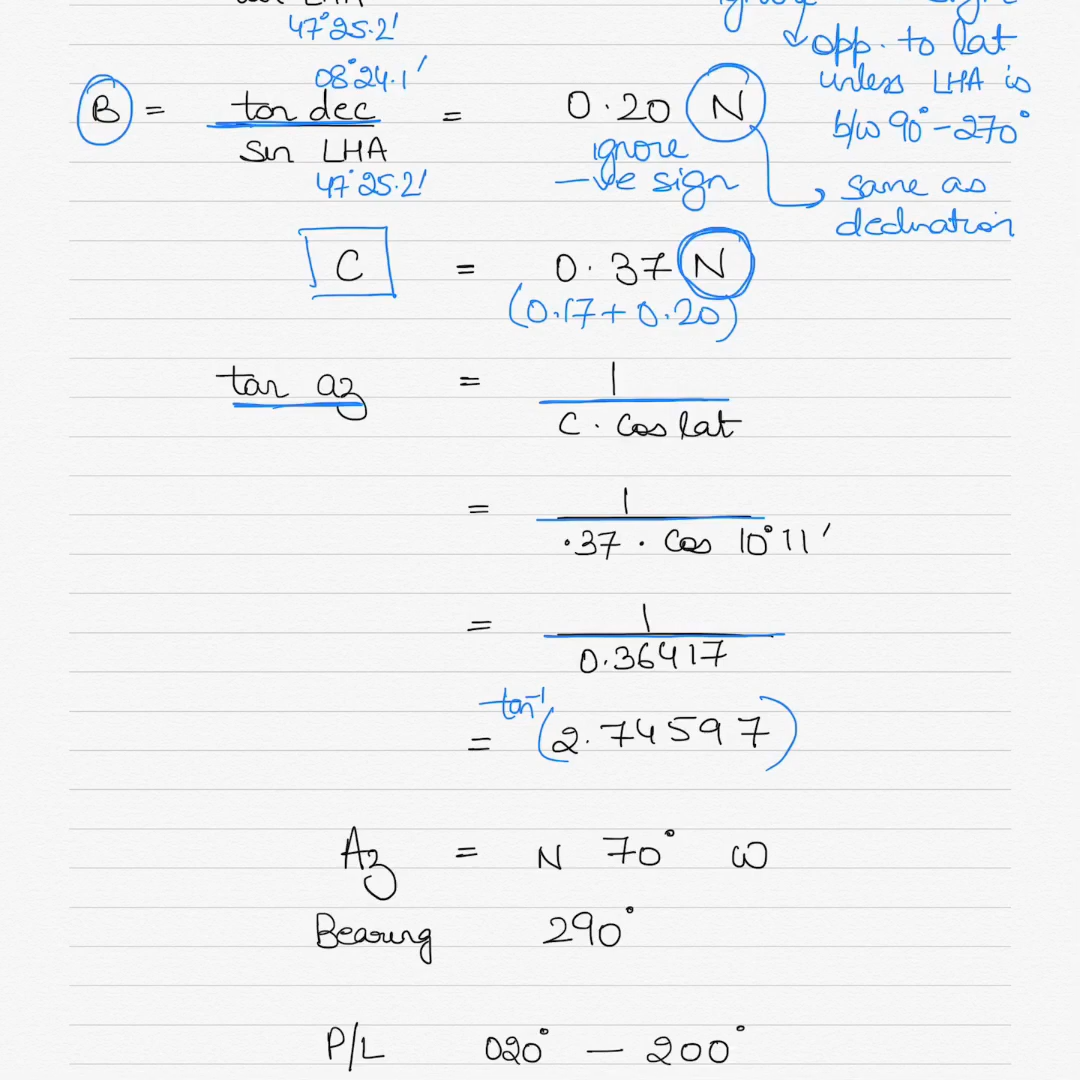 47°25.2'
opp. to lat
08°24.1'
unless LHA is
B = tan dec / sin LHA = 0.20 N
b/w 90° - 270°
ignore
47°25.2'
-ve sign
same as
declination
C = 0.37 N
(0.17 + 0.20)
tan az = 1 / C . cos lat
= 1 / .37 . cos 10°11'
= 1 / 0.36417
= tan⁻¹ (2.74597)
Az = N 70° W
Bearing 290°
P/L 020° — 200°